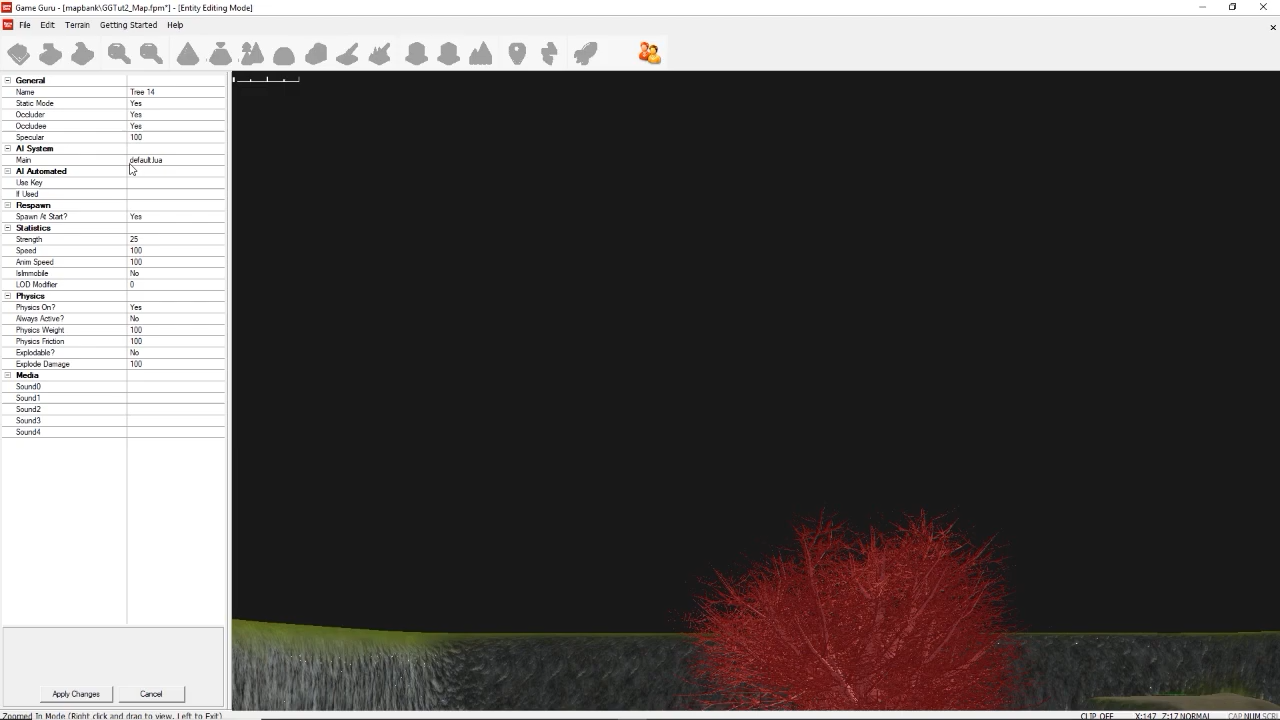 Game Guru - [mapbank\GGTut2_Map.fpm*] - [Entity Editing Mode]
File Edit Terrain Getting Started Help
General
Name Tree 14
Static Mode Yes
Occluder Yes
Occludee Yes
Specular 100
AI System
Main default.lua
AI Automated
Use Key
If Used
Respawn
Spawn At Start? Yes
Statistics
Strength 25
Speed 100
Anim Speed 100
IsImmobile No
LOD Modifier 0
Physics
Physics On? Yes
Always Active? No
Physics Weight 100
Physics Friction 100
Explodable? No
Explode Damage 100
Media
Sound0
Sound1
Sound2
Sound3
Sound4
Apply Changes Cancel
Zoomed In Mode (Right click and drag to view, Left to Exit) CLIP OFF X:147 Z:17 NORMAL CAP NUM SCRL